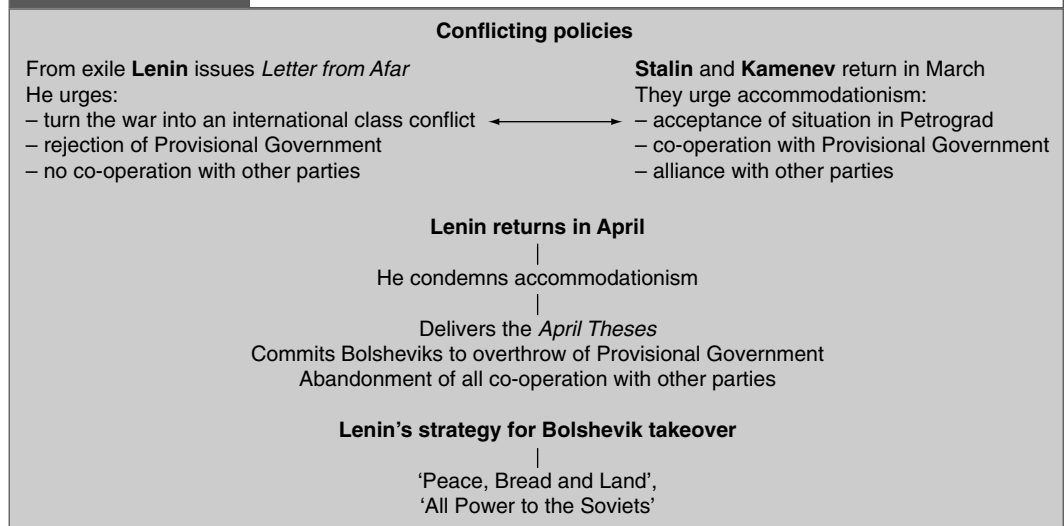 Conflicting policies
From exile Lenin issues Letter from Afar
He urges:
– turn the war into an international class conflict
– rejection of Provisional Government
– no co-operation with other parties
Stalin and Kamenev return in March
They urge accommodationism:
– acceptance of situation in Petrograd
– co-operation with Provisional Government
– alliance with other parties
Lenin returns in April
He condemns accommodationism
Delivers the April Theses
Commits Bolsheviks to overthrow of Provisional Government
Abandonment of all co-operation with other parties
Lenin’s strategy for Bolshevik takeover
‘Peace, Bread and Land’,
‘All Power to the Soviets’